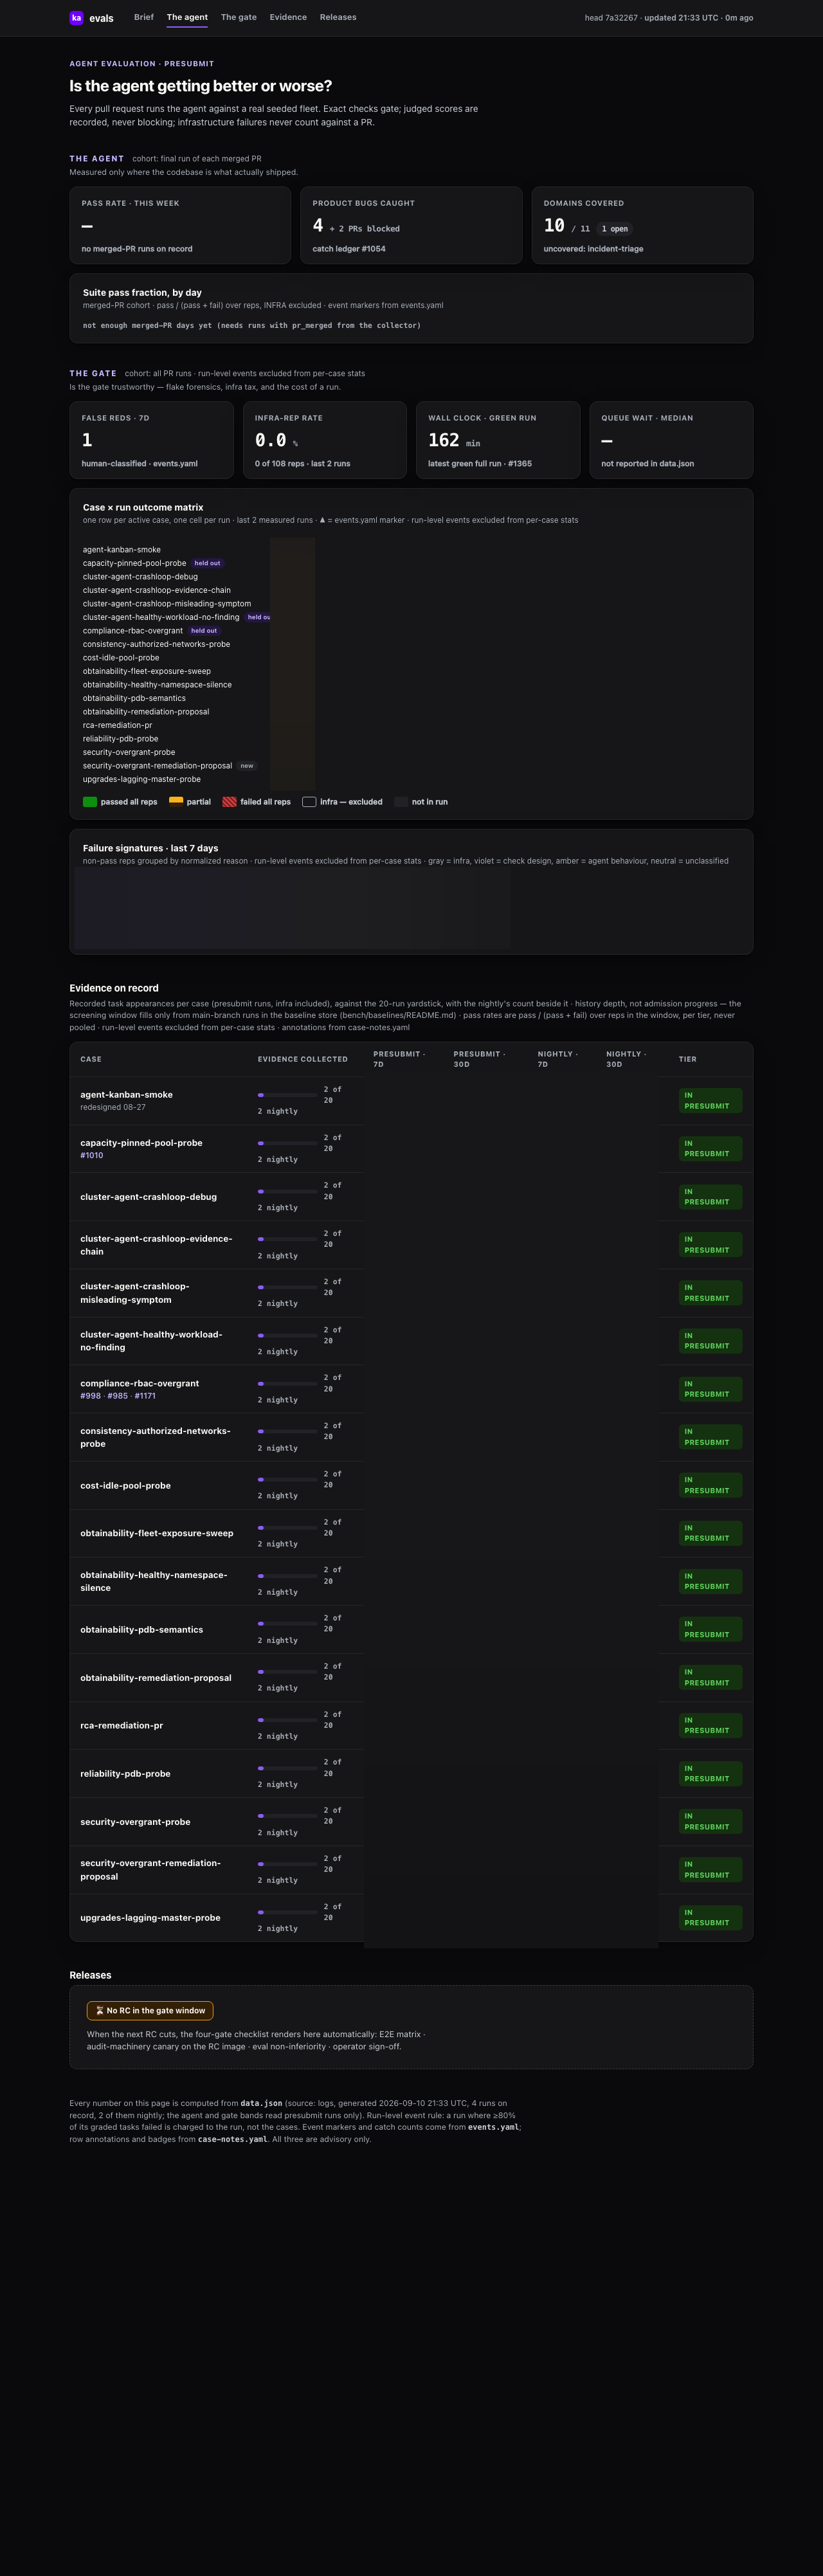 ka evals Brief The agent The gate Evidence Releases head 7a32267 · updated 21:33 UTC · 0m ago
AGENT EVALUATION · PRESUBMIT
Is the agent getting better or worse?
Every pull request runs the agent against a real seeded fleet. Exact checks gate; judged scores are
recorded, never blocking; infrastructure failures never count against a PR.
THE AGENT cohort: final run of each merged PR
Measured only where the codebase is what actually shipped.
PASS RATE · THIS WEEK
—
no merged-PR runs on record
PRODUCT BUGS CAUGHT
4 + 2 PRs blocked
catch ledger #1054
DOMAINS COVERED
10 / 11 1 open
uncovered: incident-triage
Suite pass fraction, by day
merged-PR cohort · pass / (pass + fail) over reps, INFRA excluded · event markers from events.yaml
not enough merged-PR days yet (needs runs with pr_merged from the collector)
THE GATE cohort: all PR runs · run-level events excluded from per-case stats
Is the gate trustworthy — flake forensics, infra tax, and the cost of a run.
FALSE REDS · 7D
1
human-classified · events.yaml
INFRA-REP RATE
0.0 %
0 of 108 reps · last 2 runs
WALL CLOCK · GREEN RUN
162 min
latest green full run · #1365
QUEUE WAIT · MEDIAN
—
not reported in data.json
Case × run outcome matrix
one row per active case, one cell per run · last 2 measured runs · ▲ = events.yaml marker · run-level events excluded from per-case stats
agent-kanban-smoke
capacity-pinned-pool-probe held out
cluster-agent-crashloop-debug
cluster-agent-crashloop-evidence-chain
cluster-agent-crashloop-misleading-symptom
cluster-agent-healthy-workload-no-finding held ou
compliance-rbac-overgrant held out
consistency-authorized-networks-probe
cost-idle-pool-probe
obtainability-fleet-exposure-sweep
obtainability-healthy-namespace-silence
obtainability-pdb-semantics
obtainability-remediation-proposal
rca-remediation-pr
reliability-pdb-probe
security-overgrant-probe
security-overgrant-remediation-proposal new
upgrades-lagging-master-probe
passed all reps partial failed all reps infra — excluded not in run
Failure signatures · last 7 days
non-pass reps grouped by normalized reason · run-level events excluded from per-case stats · gray = infra, violet = check design, amber = agent behaviour, neutral = unclassified
Evidence on record
Recorded task appearances per case (presubmit runs, infra included), against the 20-run yardstick, with the nightly's count beside it · history depth, not admission progress — the
screening window fills only from main-branch runs in the baseline store (bench/baselines/README.md) · pass rates are pass / (pass + fail) over reps in the window, per tier, never
pooled · run-level events excluded from per-case stats · annotations from case-notes.yaml
CASE EVIDENCE COLLECTED PRESUBMIT · 7D PRESUBMIT · 30D NIGHTLY · 7D NIGHTLY · 30D TIER
agent-kanban-smoke
redesigned 08-27
2 of 20
2 nightly
IN PRESUBMIT
capacity-pinned-pool-probe
#1010
2 of 20
2 nightly
IN PRESUBMIT
cluster-agent-crashloop-debug
2 of 20
2 nightly
IN PRESUBMIT
cluster-agent-crashloop-evidence-
chain
2 of 20
2 nightly
IN PRESUBMIT
cluster-agent-crashloop-
misleading-symptom
2 of 20
2 nightly
IN PRESUBMIT
cluster-agent-healthy-workload-
no-finding
2 of 20
2 nightly
IN PRESUBMIT
compliance-rbac-overgrant
#998 · #985 · #1171
2 of 20
2 nightly
IN PRESUBMIT
consistency-authorized-networks-
probe
2 of 20
2 nightly
IN PRESUBMIT
cost-idle-pool-probe
2 of 20
2 nightly
IN PRESUBMIT
obtainability-fleet-exposure-sweep
2 of 20
2 nightly
IN PRESUBMIT
obtainability-healthy-namespace-
silence
2 of 20
2 nightly
IN PRESUBMIT
obtainability-pdb-semantics
2 of 20
2 nightly
IN PRESUBMIT
obtainability-remediation-proposal
2 of 20
2 nightly
IN PRESUBMIT
rca-remediation-pr
2 of 20
2 nightly
IN PRESUBMIT
reliability-pdb-probe
2 of 20
2 nightly
IN PRESUBMIT
security-overgrant-probe
2 of 20
2 nightly
IN PRESUBMIT
security-overgrant-remediation-
proposal
2 of 20
2 nightly
IN PRESUBMIT
upgrades-lagging-master-probe
2 of 20
2 nightly
IN PRESUBMIT
Releases
⌛ No RC in the gate window
When the next RC cuts, the four-gate checklist renders here automatically: E2E matrix ·
audit-machinery canary on the RC image · eval non-inferiority · operator sign-off.
Every number on this page is computed from data.json (source: logs, generated 2026-09-10 21:33 UTC, 4 runs on
record, 2 of them nightly; the agent and gate bands read presubmit runs only). Run-level event rule: a run where ≥80%
of its graded tasks failed is charged to the run, not the cases. Event markers and catch counts come from events.yaml;
row annotations and badges from case-notes.yaml. All three are advisory only.